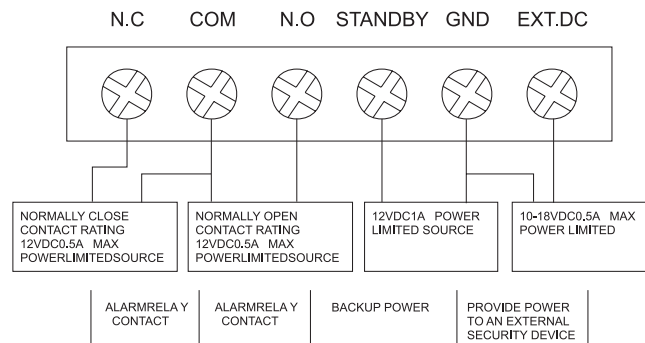 N.C COM N.O STANDBY GND EXT.DC
NORMALLY CLOSE
CONTACT RATING
12VDC0.5A MAX
POWERLIMITEDSOURCE
NORMALLY OPEN
CONTACT RATING
12VDC0.5A MAX
POWERLIMITEDSOURCE
12VDC1A POWER
LIMITED SOURCE
10-18VDC0.5A MAX
POWER LIMITED
ALARMRELA Y
CONTACT
ALARMRELA Y
CONTACT
BACKUP POWER
PROVIDE POWER
TO AN EXTERNAL
SECURITY DEVICE